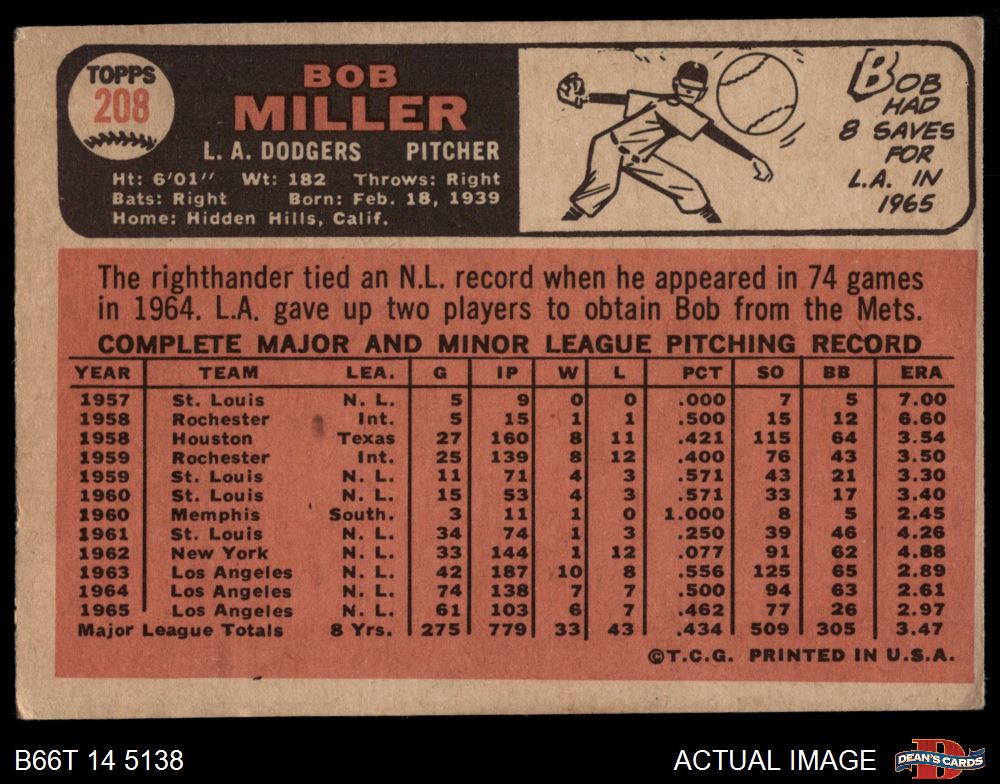 TOPPS
208
BOB
MILLER
L. A. DODGERS PITCHER
Ht: 6'01" Wt: 182 Throws: Right
Bats: Right Born: Feb. 18, 1939
Home: Hidden Hills, Calif.
BOB
HAD
8 SAVES
FOR
L.A. IN
1965
The righthander tied an N.L. record when he appeared in 74 games
in 1964. L.A. gave up two players to obtain Bob from the Mets.
COMPLETE MAJOR AND MINOR LEAGUE PITCHING RECORD
YEAR TEAM LEA. G IP W L PCT SO BB ERA
1957 St. Louis N. L. 5 9 0 0 .000 7 5 7.00
1958 Rochester Int. 5 15 1 1 .500 15 12 6.60
1958 Houston Texas 27 160 8 11 .421 115 64 3.54
1959 Rochester Int. 25 139 8 12 .400 76 43 3.50
1959 St. Louis N. L. 11 71 4 3 .571 43 21 3.30
1960 St. Louis N. L. 15 53 4 3 .571 33 17 3.40
1960 Memphis South. 3 11 1 0 1.000 8 5 2.45
1961 St. Louis N. L. 34 74 1 3 .250 39 46 4.26
1962 New York N. L. 33 144 1 12 .077 91 62 4.88
1963 Los Angeles N. L. 42 187 10 8 .556 125 65 2.89
1964 Los Angeles N. L. 74 138 7 7 .500 94 63 2.61
1965 Los Angeles N. L. 61 103 6 7 .462 77 26 2.97
Major League Totals 8 Yrs. 275 779 33 43 .434 509 305 3.47
©T.C.G. PRINTED IN U.S.A.
B66T 14 5138 ACTUAL IMAGE
DEAN'S CARDS